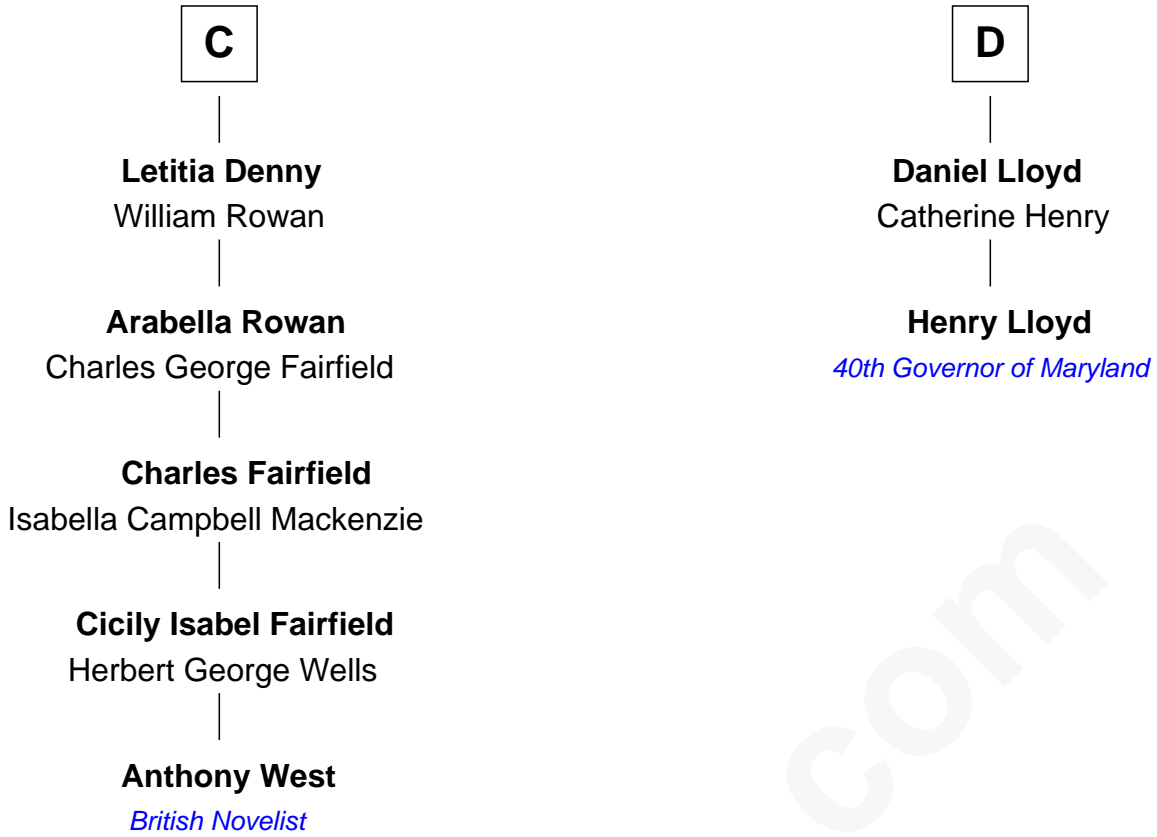 C
Letitia Denny
William Rowan
Arabella Rowan
Charles George Fairfield
Charles Fairfield
Isabella Campbell Mackenzie
Cicily Isabel Fairfield
Herbert George Wells
Anthony West
British Novelist
D
Daniel Lloyd
Catherine Henry
Henry Lloyd
40th Governor of Maryland
com